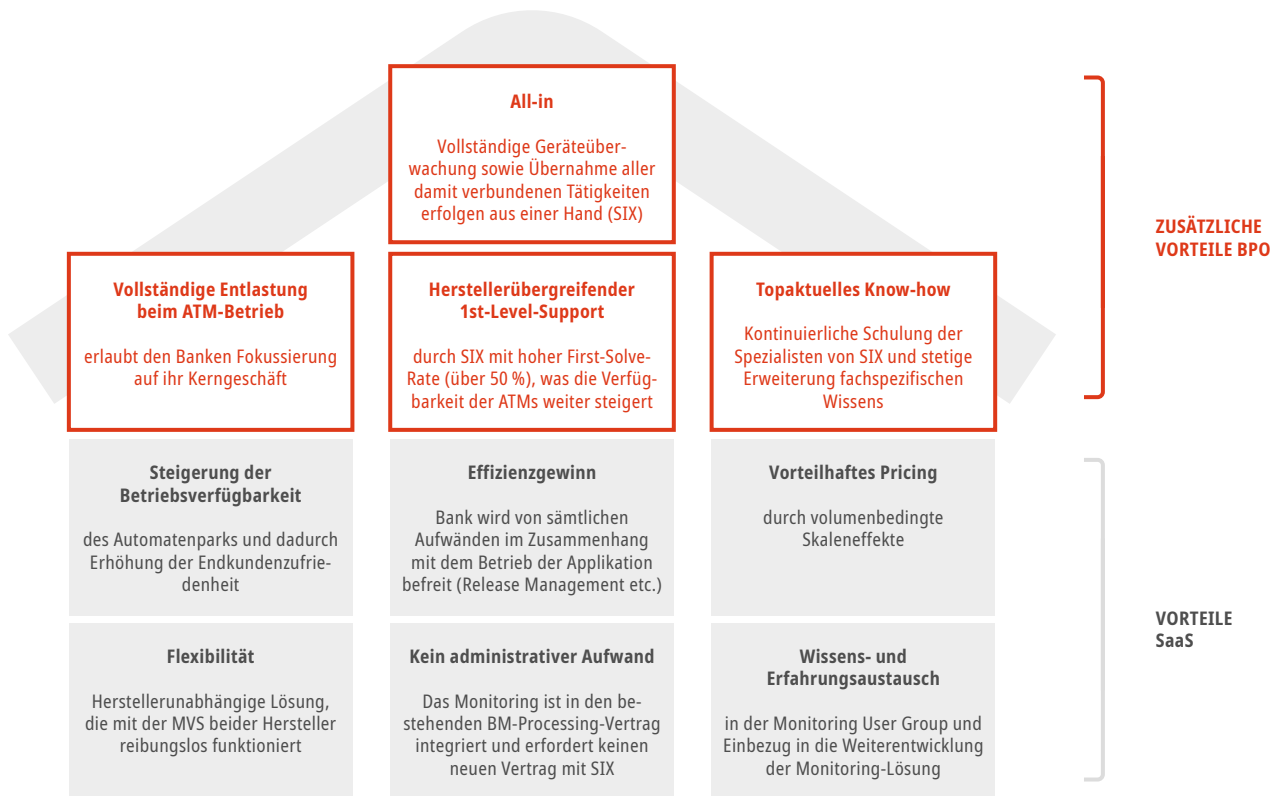 All-in
Vollständige Geräteüber-
wachung sowie Übernahme aller
damit verbundenen Tätigkeiten
erfolgen aus einer Hand (SIX)
ZUSÄTZLICHE
VORTEILE BPO
Vollständige Entlastung
beim ATM-Betrieb
erlaubt den Banken Fokussierung
auf ihr Kerngeschäft
Herstellerübergreifender
1st-Level-Support
durch SIX mit hoher First-Solve-
Rate (über 50 %), was die Verfüg-
barkeit der ATMs weiter steigert
Topaktuelles Know-how
Kontinuierliche Schulung der
Spezialisten von SIX und stetige
Erweiterung fachspezifischen
Wissens
Steigerung der
Betriebsverfügbarkeit
des Automatenparks und dadurch
Erhöhung der Endkundenzufrie-
denheit
Effizienzgewinn
Bank wird von sämtlichen
Aufwänden im Zusammenhang
mit dem Betrieb der Applikation
befreit (Release Management etc.)
Vorteilhaftes Pricing
durch volumenbedingte
Skaleneffekte
VORTEILE
SaaS
Flexibilität
Herstellerunabhängige Lösung,
die mit der MVS beider Hersteller
reibungslos funktioniert
Kein administrativer Aufwand
Das Monitoring ist in den be-
stehenden BM-Processing-Vertrag
integriert und erfordert keinen
neuen Vertrag mit SIX
Wissens- und
Erfahrungsaustausch
in der Monitoring User Group und
Einbezug in die Weiterentwicklung
der Monitoring-Lösung